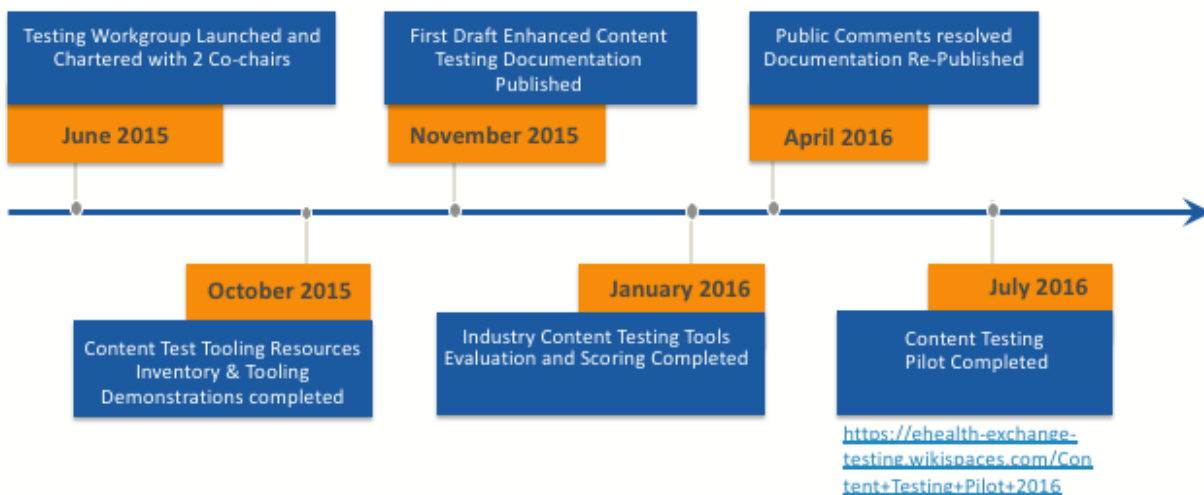 Testing Workgroup Launched and
Chartered with 2 Co-chairs
June 2015
First Draft Enhanced Content
Testing Documentation
Published
November 2015
Public Comments resolved
Documentation Re-Published
April 2016
October 2015
Content Test Tooling Resources
Inventory & Tooling
Demonstrations completed
January 2016
Industry Content Testing Tools
Evaluation and Scoring Completed
July 2016
Content Testing
Pilot Completed
https://ehealth-exchange-
testing.wikispaces.com/Con
tent+Testing+Pilot+2016